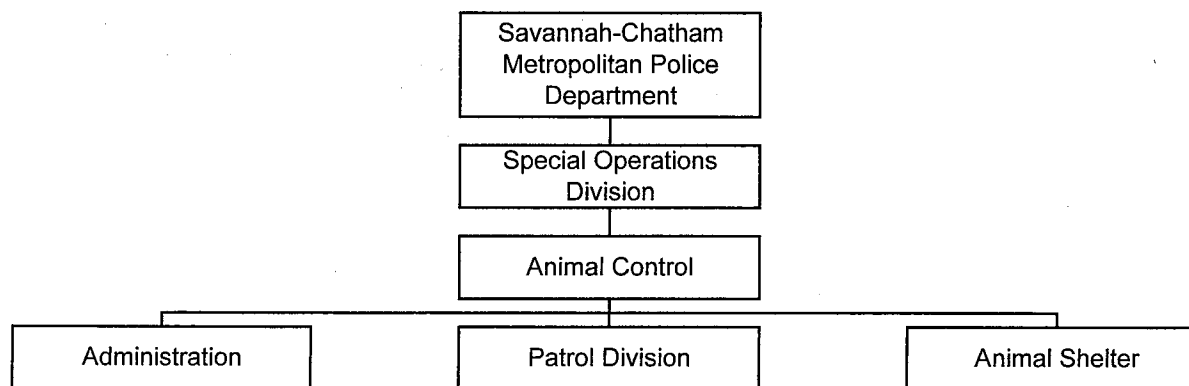 Savannah-Chatham
Metropolitan Police
Department
Special Operations
Division
Animal Control
Administration
Patrol Division
Animal Shelter